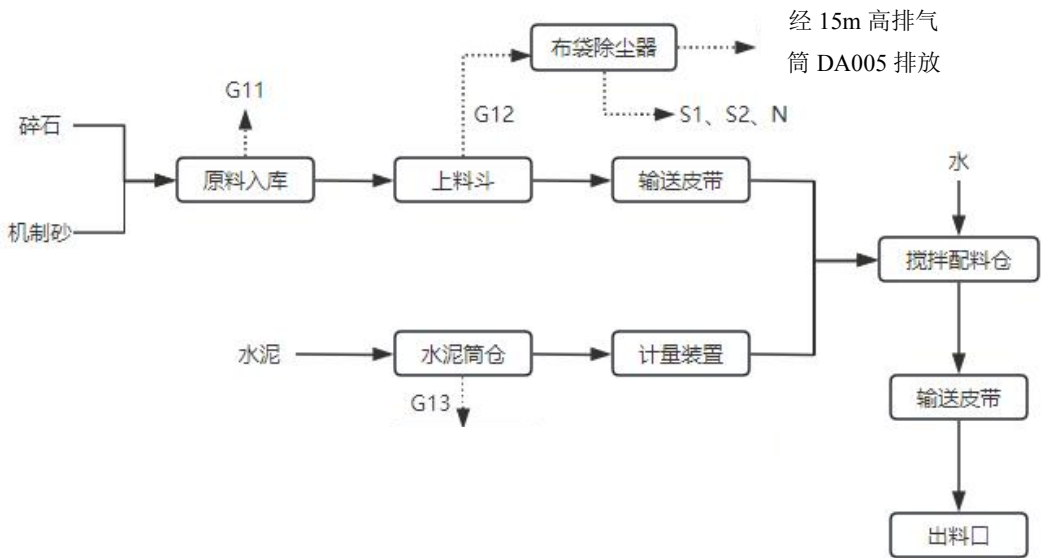 经 15m 高排气
筒 DA005 排放
布袋除尘器
G11
G12
S1、S2、N
碎石
原料入库
上料斗
输送皮带
水
机制砂
搅拌配料仓
水泥
水泥筒仓
计量装置
G13
输送皮带
出料口